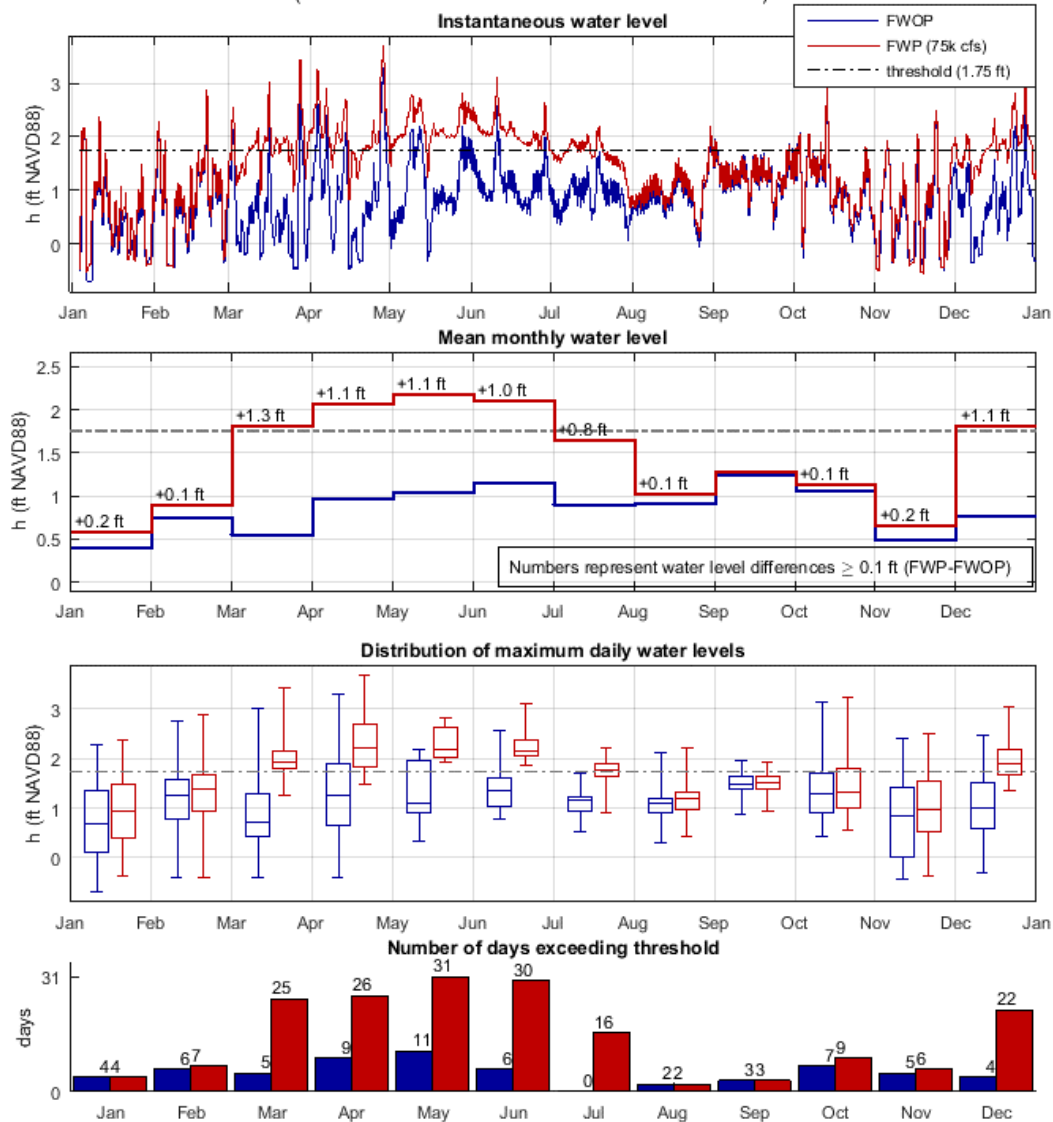 Instantaneous water level
FWOP
FWP (75k cfs)
threshold (1.75 ft)
h (ft NAVD88)
3
2
1
0
Jan Feb Mar Apr May Jun Jul Aug Sep Oct Nov Dec Jan
Mean monthly water level
h (ft NAVD88)
2.5
2
1.5
1
0.5
0
+0.2 ft +0.1 ft +1.3 ft +1.1 ft +1.1 ft +1.0 ft +0.8 ft +0.1 ft +0.1 ft +0.2 ft +1.1 ft
Numbers represent water level differences ≥ 0.1 ft (FWP-FWOP)
Jan Feb Mar Apr May Jun Jul Aug Sep Oct Nov Dec
Distribution of maximum daily water levels
h (ft NAVD88)
3
2
1
0
Jan Feb Mar Apr May Jun Jul Aug Sep Oct Nov Dec Jan
Number of days exceeding threshold
days
31
0
4 4 6 7 5 25 9 26 11 31 6 30 0 16 2 2 3 3 7 9 5 6 4 22
Jan Feb Mar Apr May Jun Jul Aug Sep Oct Nov Dec